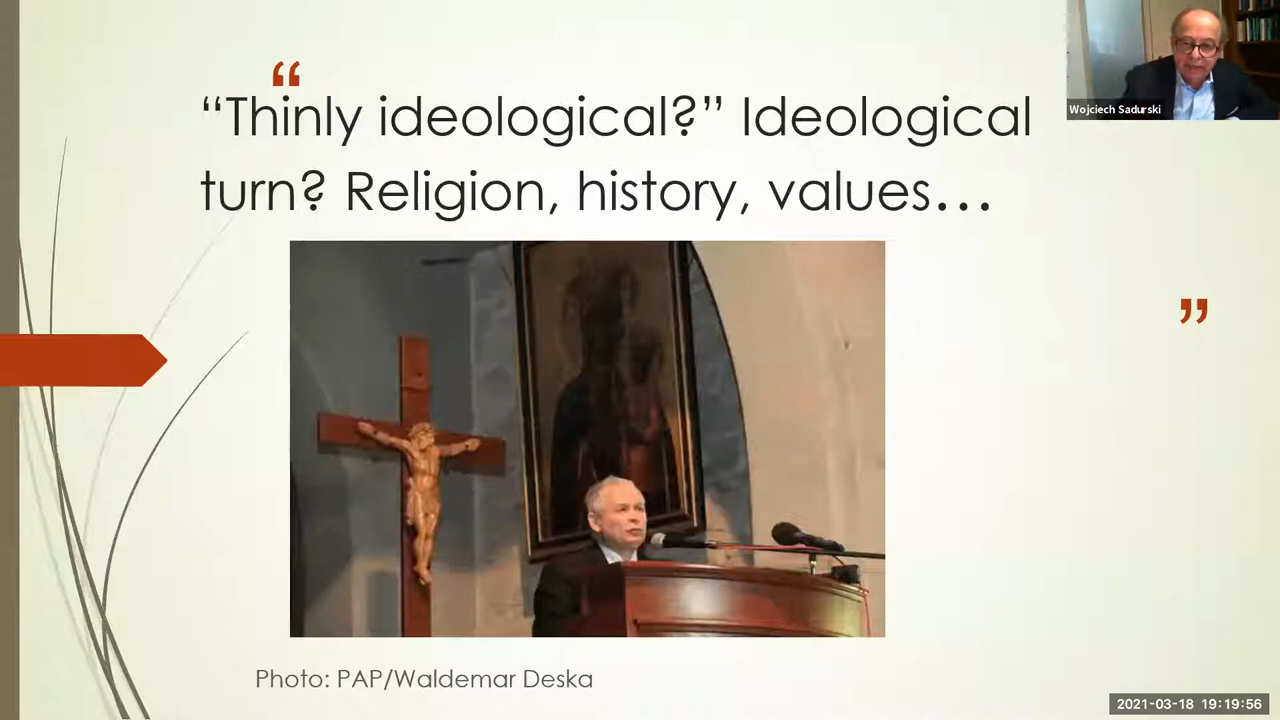 “
“Thinly ideological?” Ideological
turn? Religion, history, values…
”
Photo: PAP/Waldemar Deska
Wojciech Sadurski
2021-03-18 19:19:56